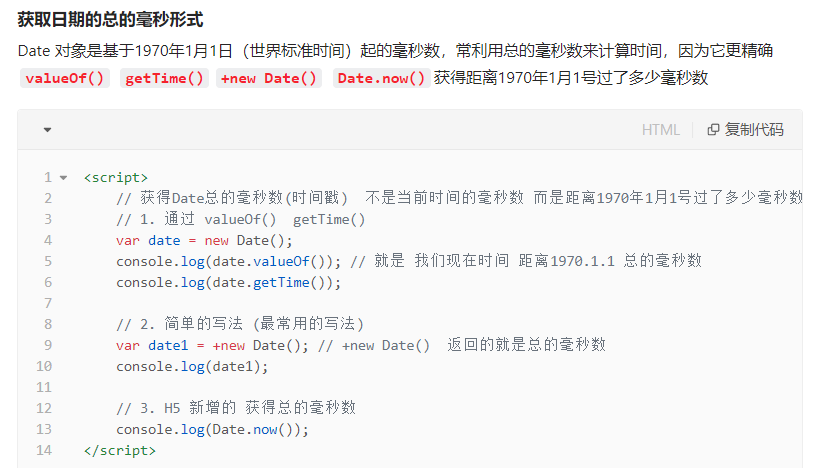 获取日期的总的毫秒形式
Date 对象是基于1970年1月1日（世界标准时间）起的毫秒数，常利用总的毫秒数来计算时间，因为它更精确
valueOf() getTime() +new Date() Date.now() 获得距离1970年1月1号过了多少毫秒数
HTML 复制代码
1 <script>
2 // 获得Date总的毫秒数(时间戳)  不是当前时间的毫秒数 而是距离1970年1月1号过了多少毫秒数
3 // 1. 通过 valueOf()  getTime()
4 var date = new Date();
5 console.log(date.valueOf()); // 就是 我们现在时间 距离1970.1.1 总的毫秒数
6 console.log(date.getTime());
7
8 // 2. 简单的写法 (最常用的写法)
9 var date1 = +new Date(); // +new Date()  返回的就是总的毫秒数
10 console.log(date1);
11
12 // 3. H5 新增的 获得总的毫秒数
13 console.log(Date.now());
14 </script>